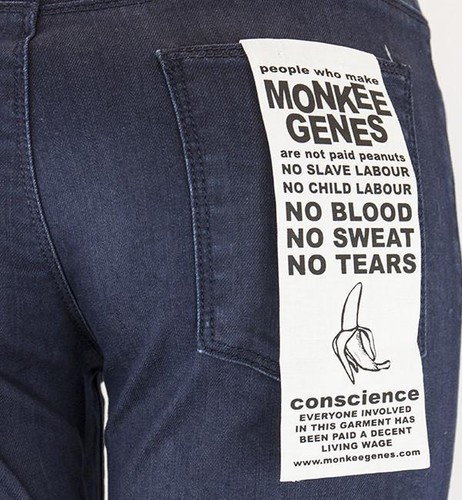 people who make
MONKEE
GENES
are not paid peanuts
NO SLAVE LABOUR
NO CHILD LABOUR
NO BLOOD
NO SWEAT
NO TEARS
conscience
EVERYONE INVOLVED
IN THIS GARMENT HAS
BEEN PAID A DECENT
LIVING WAGE
www.monkeegenes.com